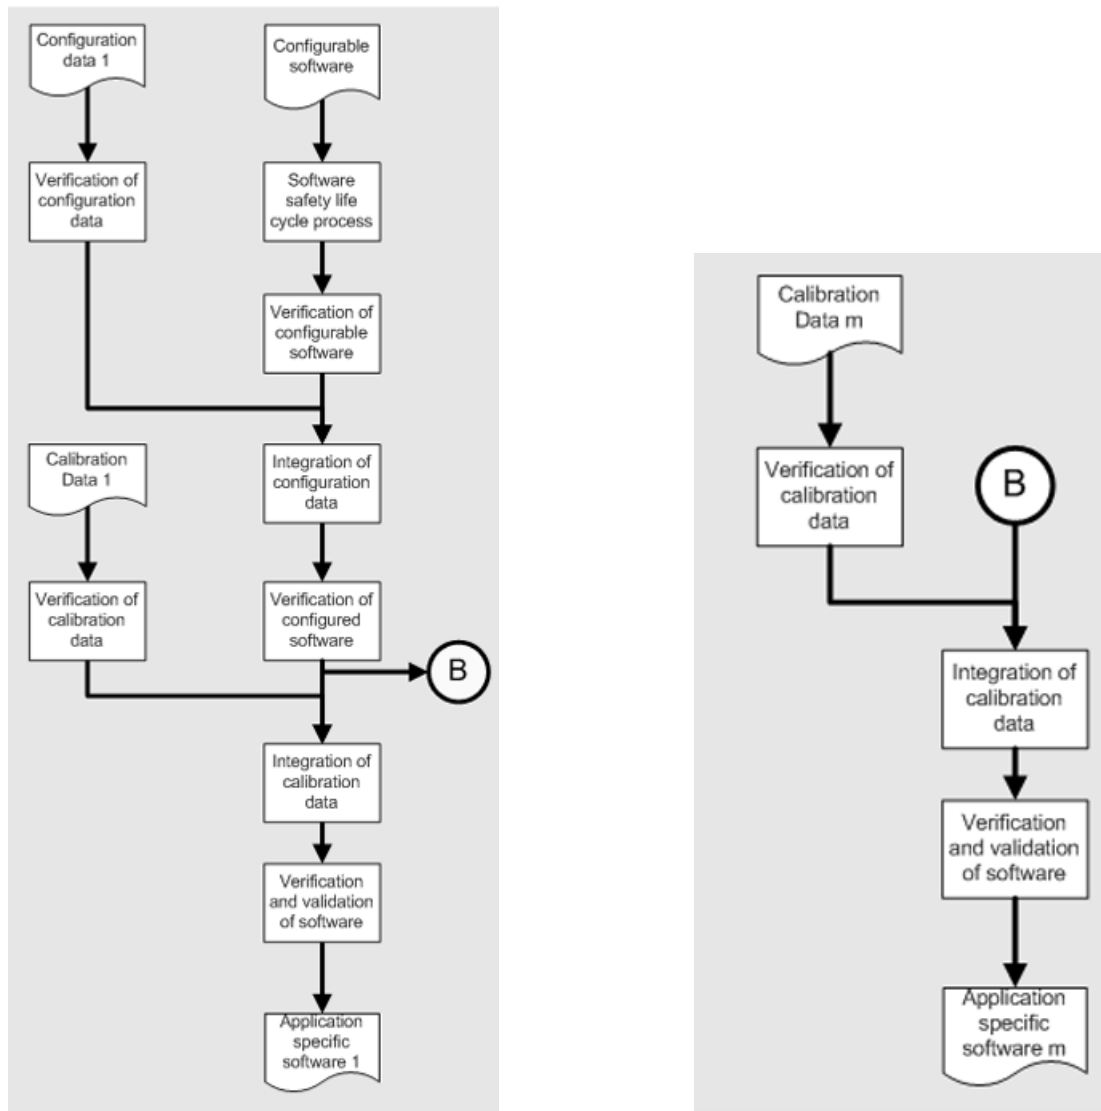 Configuration
data 1
Configurable
software
Verification of
configuration
data
Software
safety life
cycle process
Verification of
configurable
software
Calibration
Data 1
Integration of
configuration
data
Verification of
calibration
data
Verification of
configured
software
B
Integration of
calibration
data
Verification
and validation
of software
Application
specific
software 1
Calibration
Data m
Verification of
calibration
data
B
Integration of
calibration
data
Verification
and validation
of software
Application
specific
software m